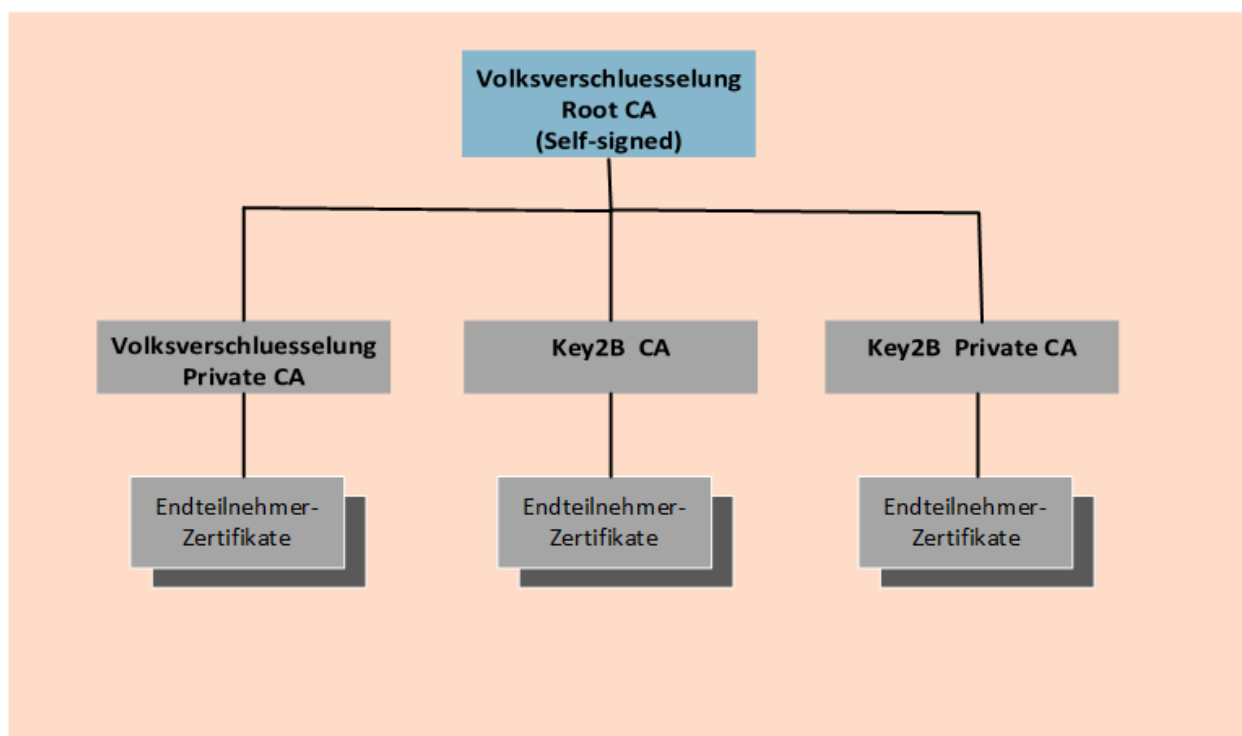 Volksverschluesselung
Root CA
(Self-signed)
Volksverschluesselung
Private CA
Key2B CA
Key2B Private CA
Endteilnehmer-
Zertifikate
Endteilnehmer-
Zertifikate
Endteilnehmer-
Zertifikate